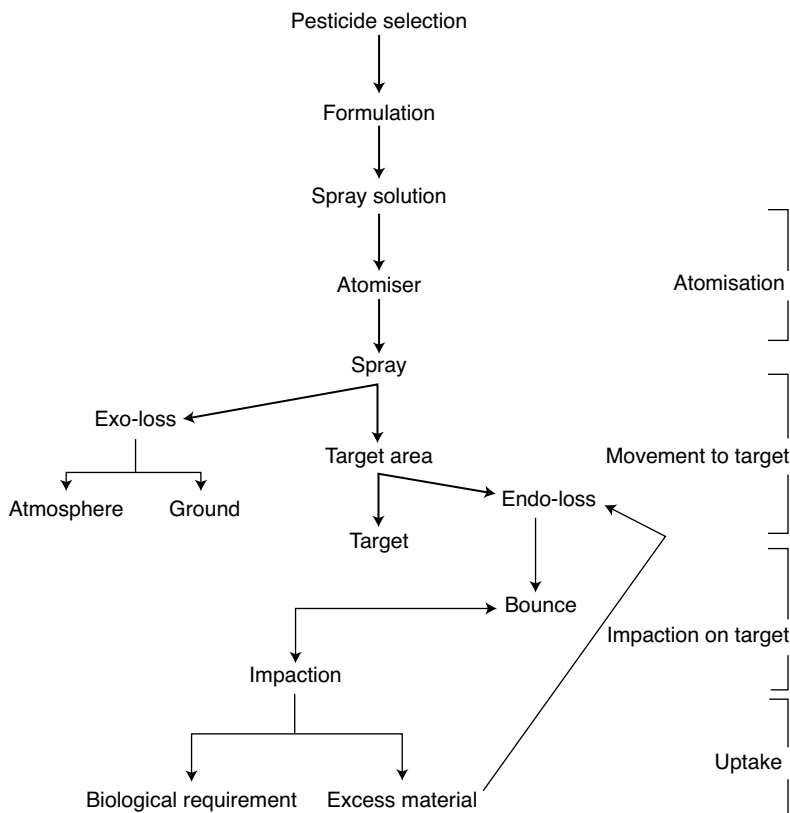 Pesticide selection
Formulation
Spray solution
Atomiser
Atomisation
Spray
Exo-loss
Target area
Movement to target
Atmosphere
Ground
Endo-loss
Target
Bounce
Impaction on target
Impaction
Uptake
Biological requirement
Excess material